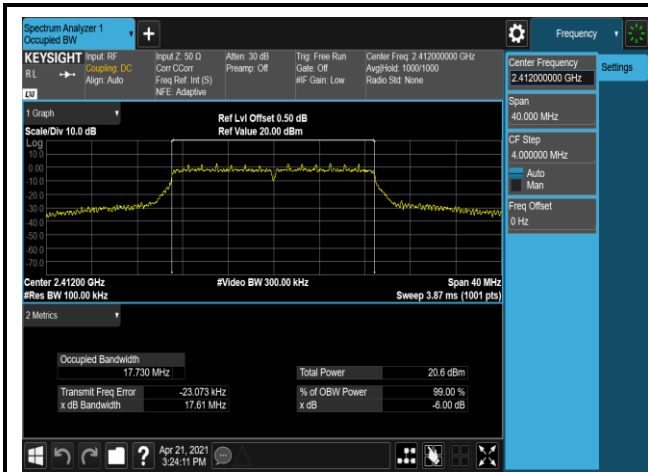 Spectrum Analyzer 1
Occupied BW
Frequency
KEYSIGHT
RL
LXI
Input: RF
Coupling: DC
Align: Auto
Input Z: 50 Ω
Corr CCorr
Freq Ref: Int (S)
NFE: Adaptive
Atten: 30 dB
Preamp: Off
Trig: Free Run
Gate: Off
#IF Gain: Low
Center Freq: 2.412000000 GHz
Avg|Hold: 1000/1000
Radio Std: None
Center Frequency
2.412000000 GHz
Settings
Span
40.000 MHz
CF Step
4.000000 MHz
Auto
Man
Freq Offset
0 Hz
1 Graph
Scale/Div 10.0 dB
Ref Lvl Offset 0.50 dB
Ref Value 20.00 dBm
Log
10.0
0.00
-10.0
-20.0
-30.0
-40.0
-50.0
-60.0
-70.0
Center 2.41200 GHz
#Video BW 300.00 kHz
Span 40 MHz
#Res BW 100.00 kHz
Sweep 3.87 ms (1001 pts)
2 Metrics
Occupied Bandwidth
17.730 MHz
Total Power 20.6 dBm
Transmit Freq Error -23.073 kHz
% of OBW Power 99.00 %
x dB Bandwidth 17.61 MHz
x dB -6.00 dB
Apr 21, 2021
3:24:11 PM